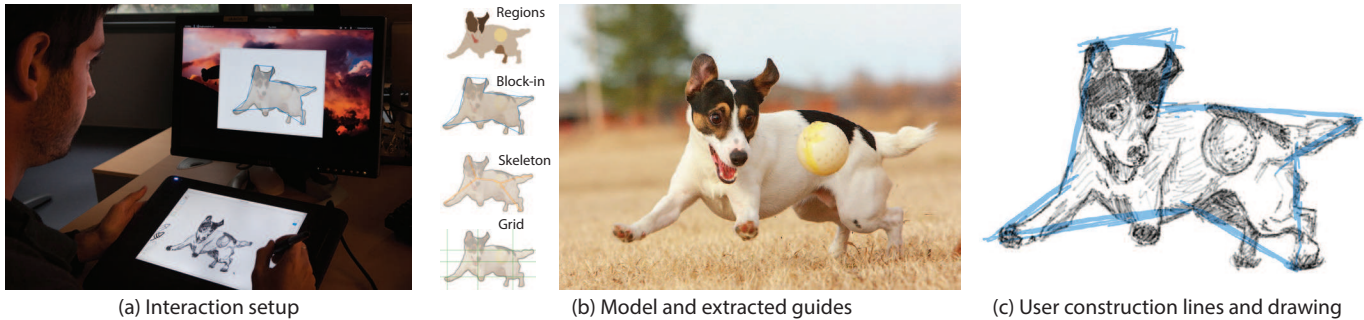 Regions
Block-in
Skeleton
Grid
(a) Interaction setup
(b) Model and extracted guides
(c) User construction lines and drawing